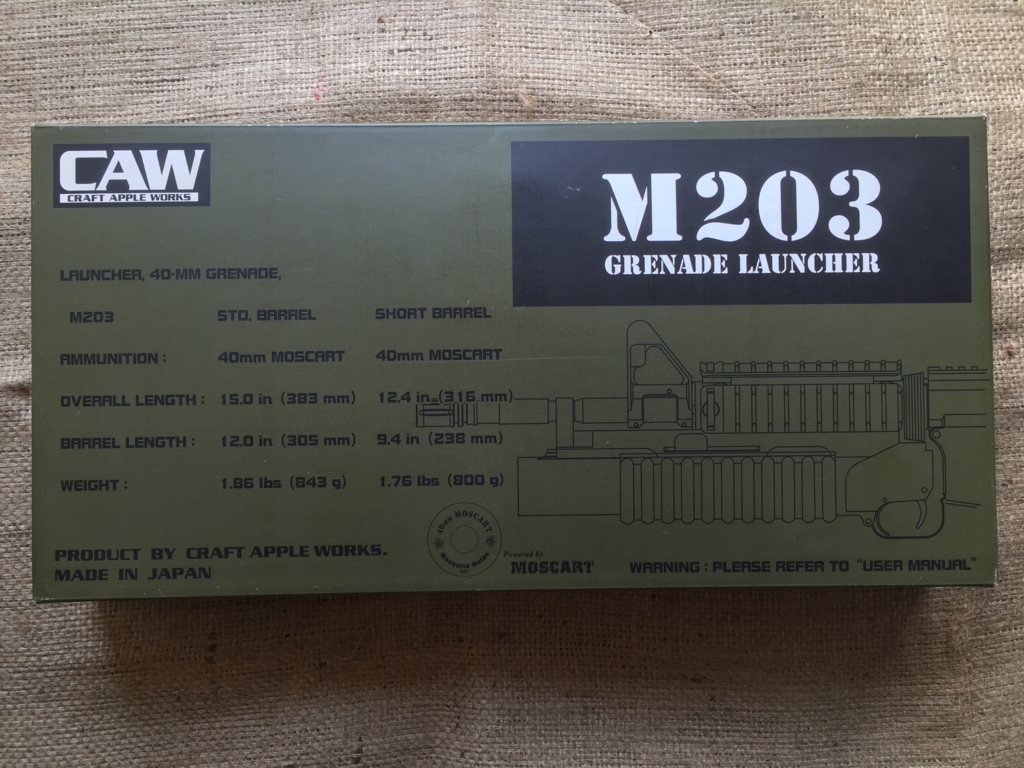 CAW
CRAFT APPLE WORKS
M203
GRENADE LAUNCHER
LAUNCHER, 40-MM GRENADE,
M203 STD. BARREL SHORT BARREL
AMMUNITION : 40mm MOSCART 40mm MOSCART
OVERALL LENGTH : 15.0 in (383 mm) 12.4 in (316 mm)
BARREL LENGTH : 12.0 in (305 mm) 9.4 in (238 mm)
WEIGHT : 1.86 lbs (843 g) 1.76 lbs (800 g)
40mm MOSCART
Mosquito Molds
Powered by
MOSCART
PRODUCT BY CRAFT APPLE WORKS.
MADE IN JAPAN
WARNING : PLEASE REFER TO "USER MANUAL"